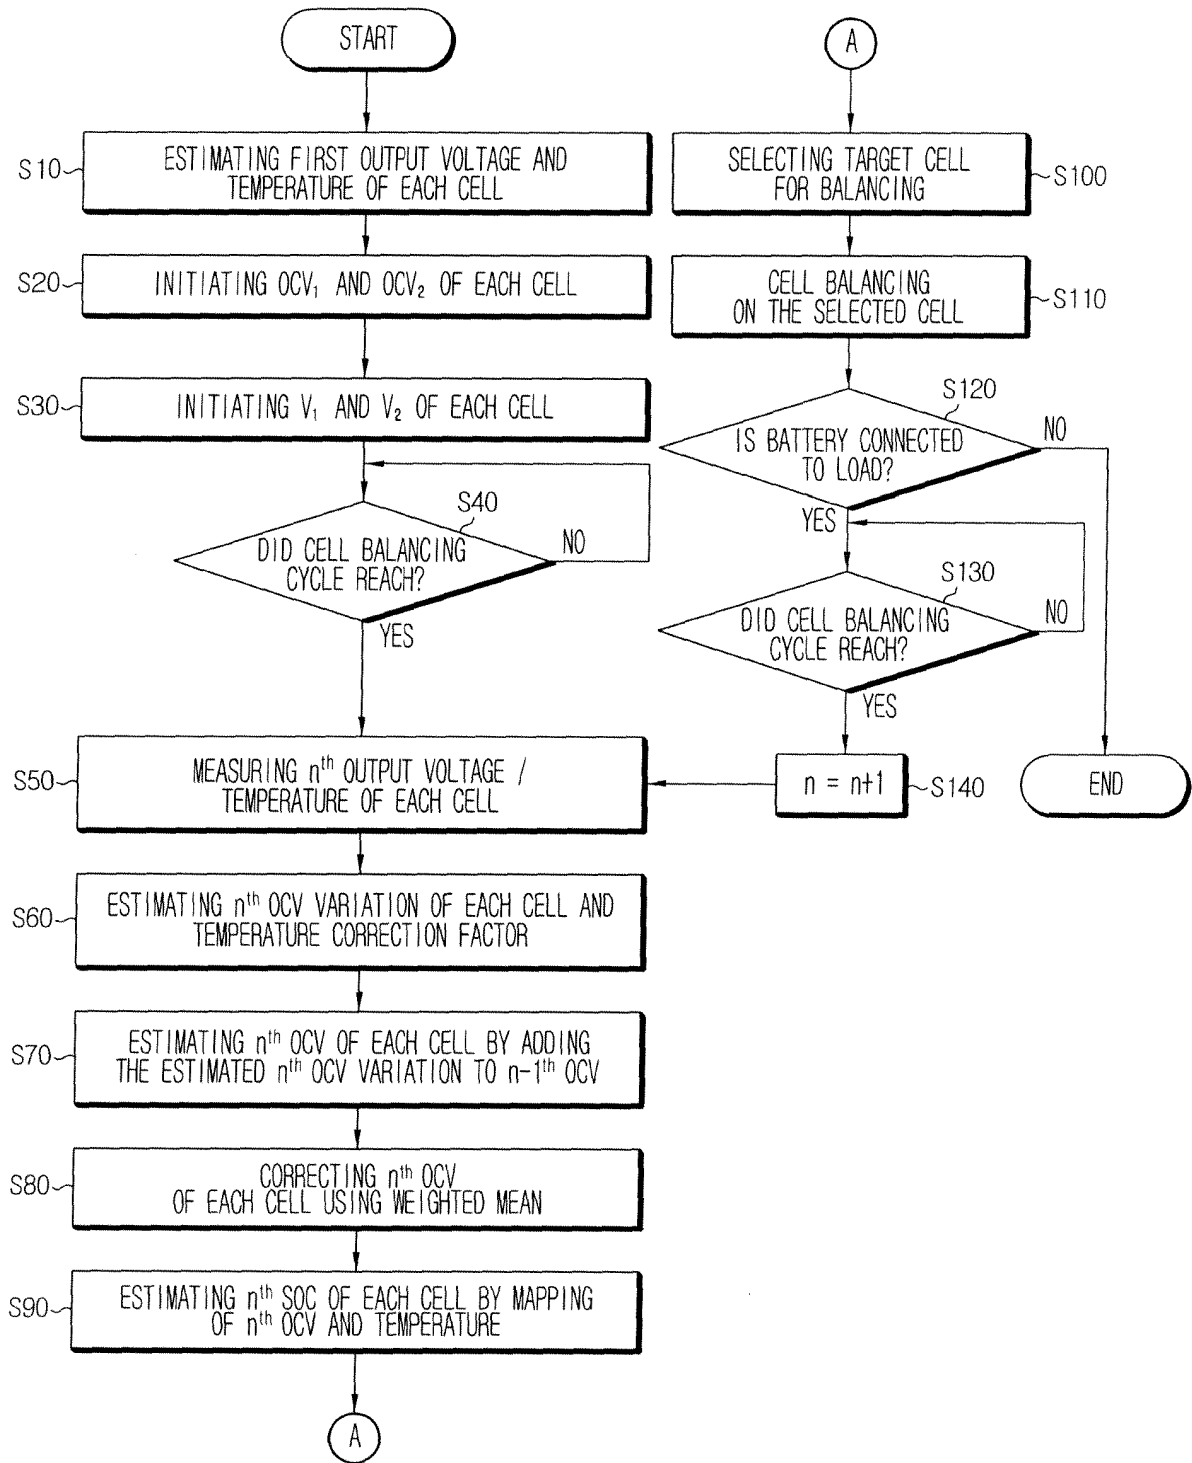 START
S10
ESTIMATING FIRST OUTPUT VOLTAGE AND
TEMPERATURE OF EACH CELL
S20
INITIATING OCV₁ AND OCV₂ OF EACH CELL
S30
INITIATING V₁ AND V₂ OF EACH CELL
S40
DID CELL BALANCING
CYCLE REACH?
NO
YES
S50
MEASURING nᵗʰ OUTPUT VOLTAGE /
TEMPERATURE OF EACH CELL
S60
ESTIMATING nᵗʰ OCV VARIATION OF EACH CELL AND
TEMPERATURE CORRECTION FACTOR
S70
ESTIMATING nᵗʰ OCV OF EACH CELL BY ADDING
THE ESTIMATED nᵗʰ OCV VARIATION TO n-1ᵗʰ OCV
S80
CORRECTING nᵗʰ OCV
OF EACH CELL USING WEIGHTED MEAN
S90
ESTIMATING nᵗʰ SOC OF EACH CELL BY MAPPING
OF nᵗʰ OCV AND TEMPERATURE
A
A
SELECTING TARGET CELL
FOR BALANCING
S100
CELL BALANCING
ON THE SELECTED CELL
S110
S120
IS BATTERY CONNECTED
TO LOAD?
NO
YES
S130
DID CELL BALANCING
CYCLE REACH?
NO
YES
n = n+1
S140
END